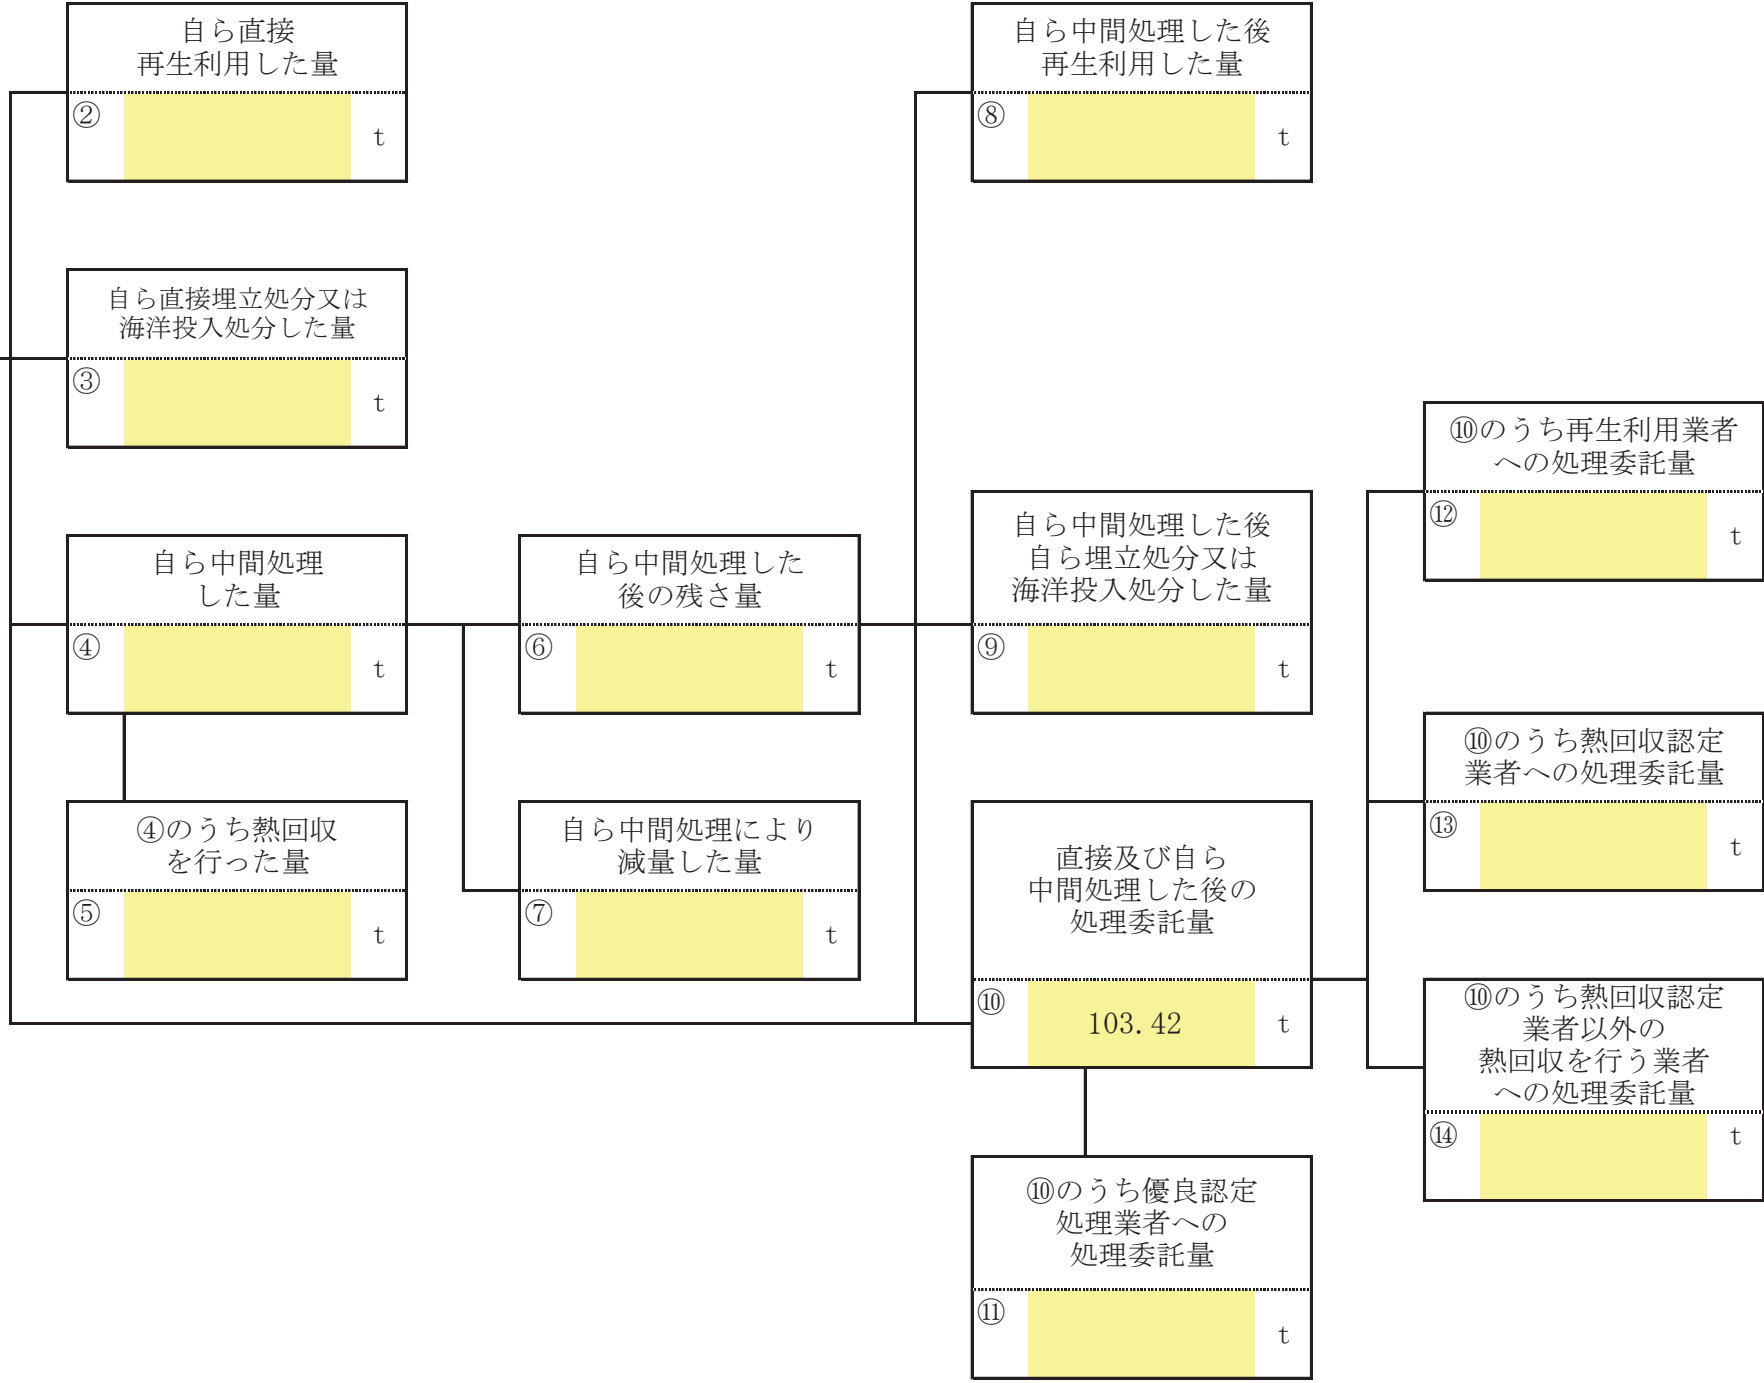 自ら直接
再生利用した量
②
t
自ら中間処理した後
再生利用した量
⑧
t
自ら直接埋立処分又は
海洋投入処分した量
③
t
⑩のうち再生利用業者
への処理委託量
⑫
t
自ら中間処理
した量
④
t
自ら中間処理した
後の残さ量
⑥
t
自ら中間処理した後
自ら埋立処分又は
海洋投入処分した量
⑨
t
⑩のうち熱回収認定
業者への処理委託量
⑬
t
④のうち熱回収
を行った量
⑤
t
自ら中間処理により
減量した量
⑦
t
直接及び自ら
中間処理した後の
処理委託量
⑩
103.42 t
⑩のうち熱回収認定
業者以外の
熱回収を行う業者
への処理委託量
⑭
t
⑩のうち優良認定
処理業者への
処理委託量
⑪
t